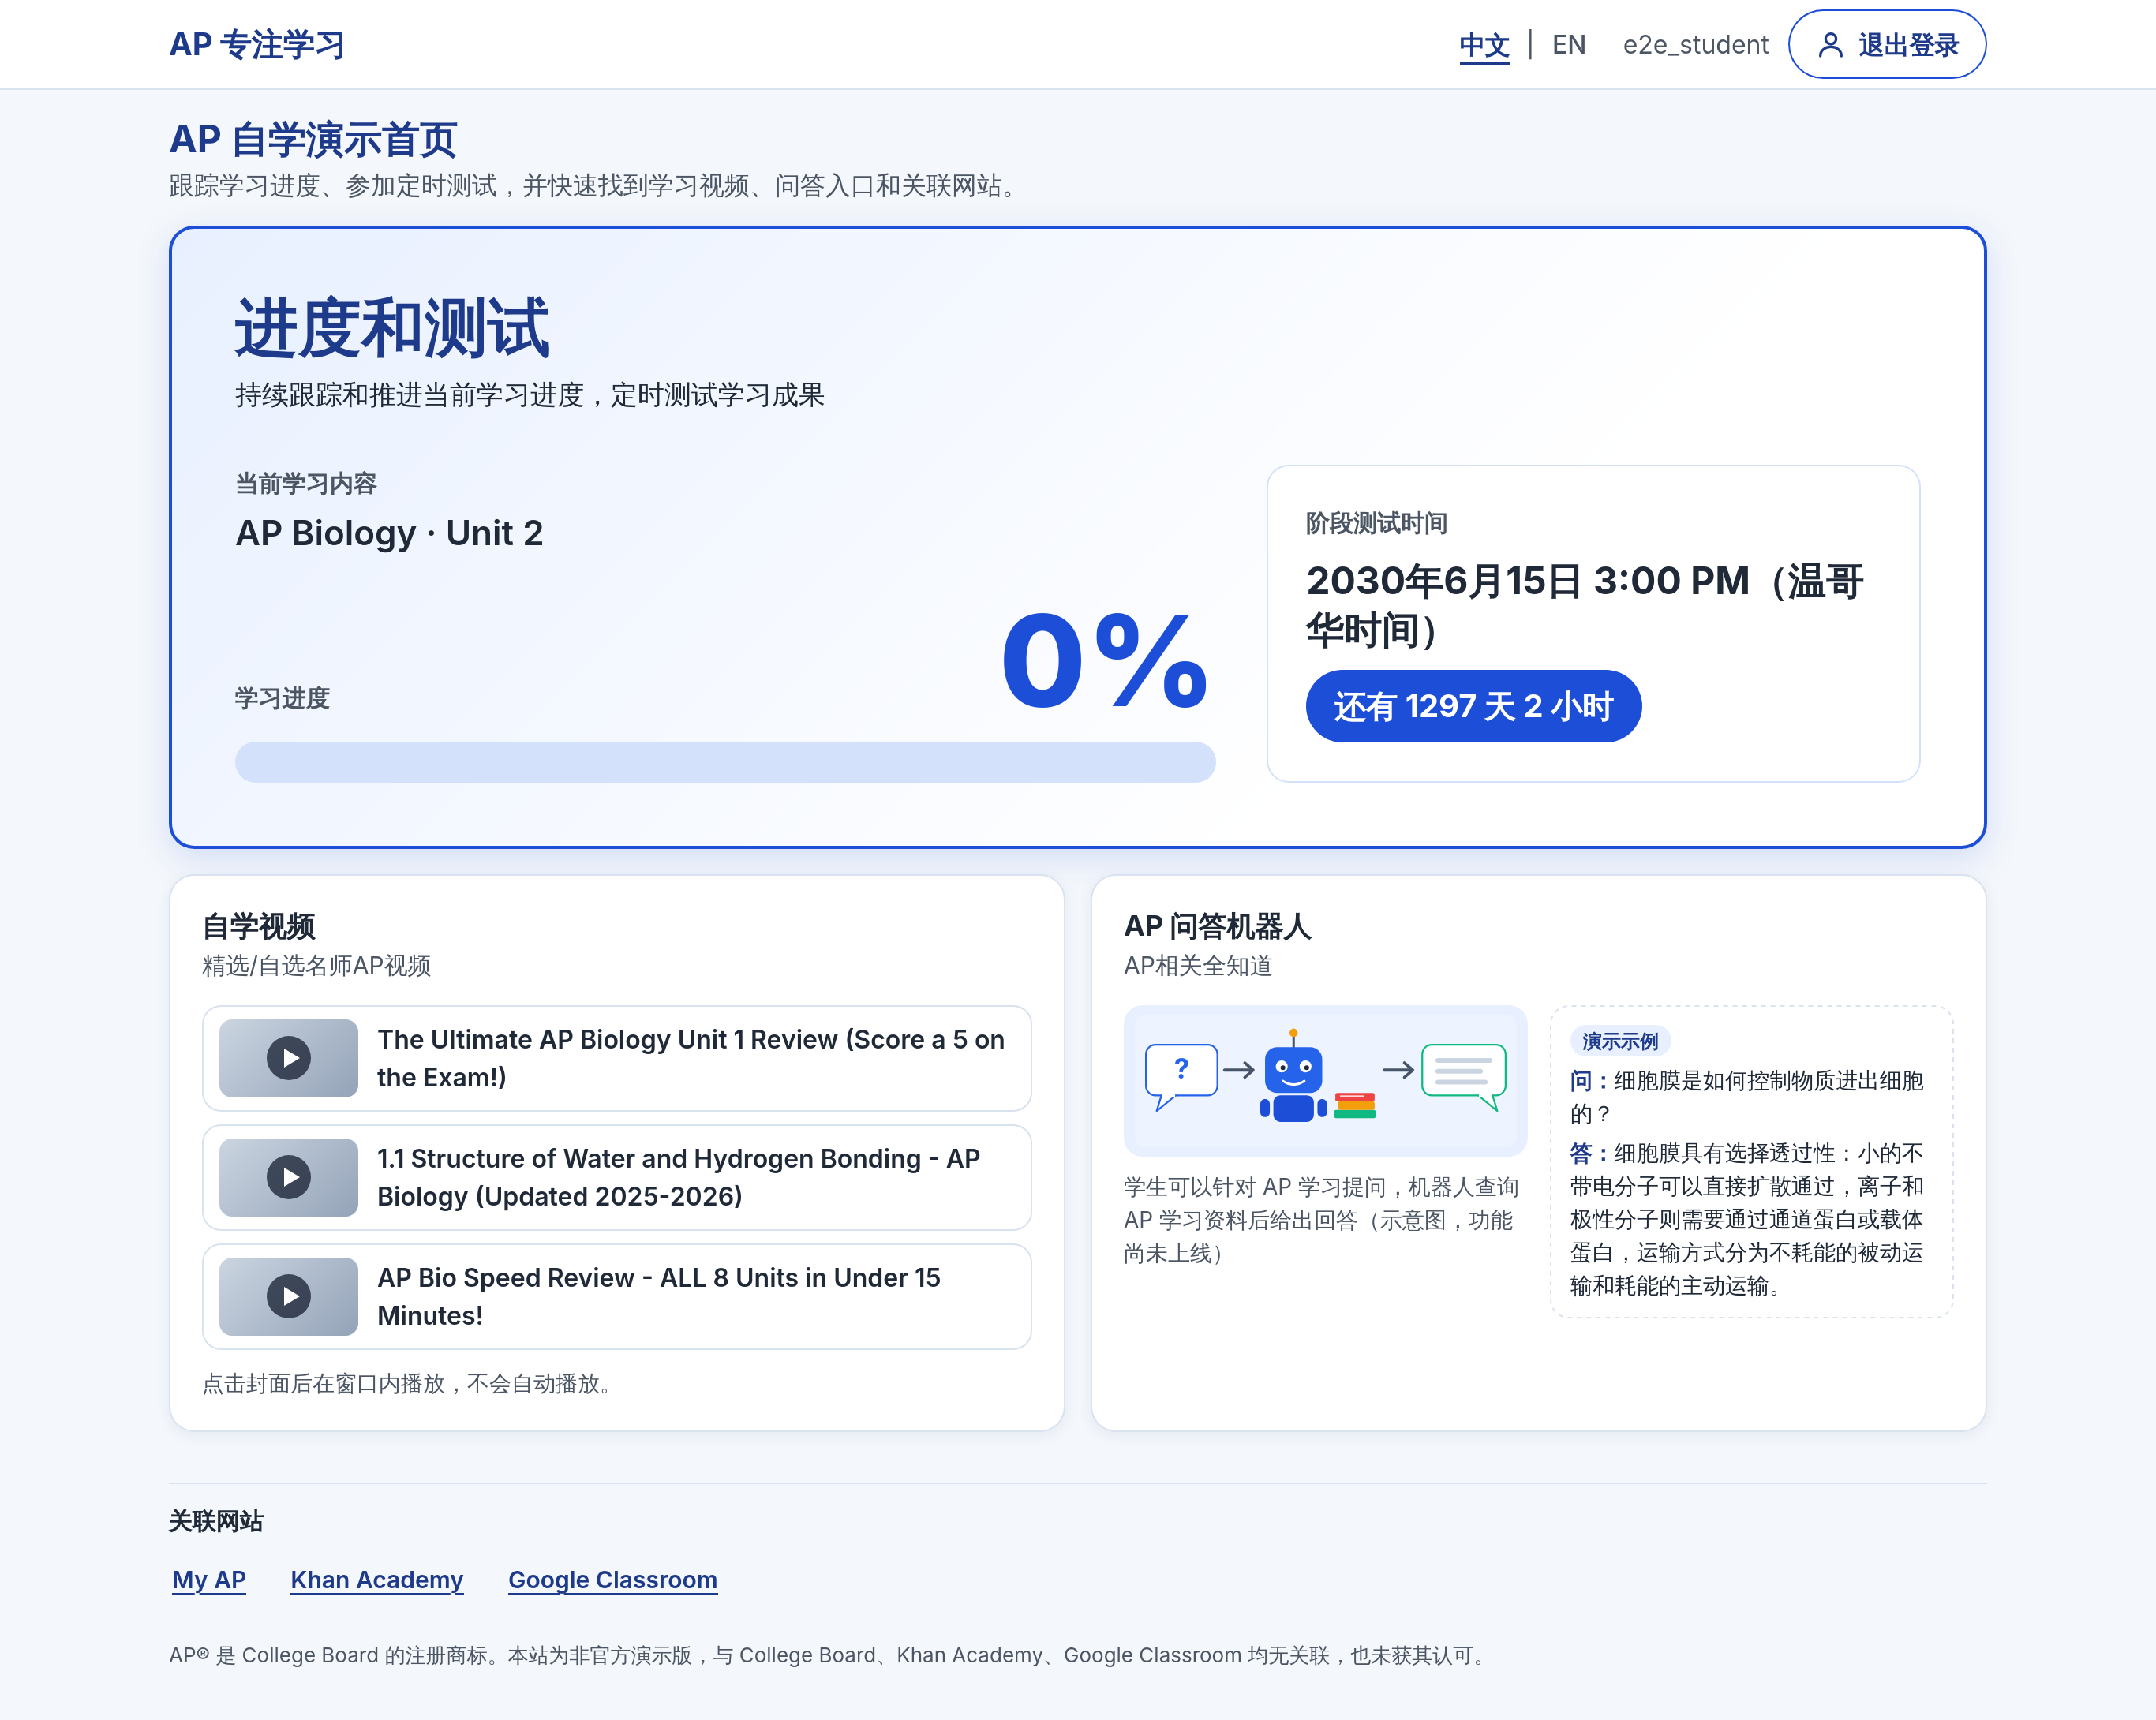 AP 专注学习
中文 | EN e2e_student 退出登录
AP 自学演示首页
跟踪学习进度、参加定时测试，并快速找到学习视频、问答入口和关联网站。
进度和测试
持续跟踪和推进当前学习进度，定时测试学习成果
当前学习内容
AP Biology · Unit 2
学习进度
0%
阶段测试时间
2030年6月15日 3:00 PM（温哥
华时间）
还有 1297 天 2 小时
自学视频
精选/自选名师AP视频
The Ultimate AP Biology Unit 1 Review (Score a 5 on
the Exam!)
1.1 Structure of Water and Hydrogen Bonding - AP
Biology (Updated 2025-2026)
AP Bio Speed Review - ALL 8 Units in Under 15
Minutes!
点击封面后在窗口内播放，不会自动播放。
AP 问答机器人
AP相关全知道
?
学生可以针对 AP 学习提问，机器人查询
AP 学习资料后给出回答（示意图，功能
尚未上线）
演示示例
问：细胞膜是如何控制物质进出细胞
的？
答：细胞膜具有选择透过性：小的不
带电分子可以直接扩散通过，离子和
极性分子则需要通过通道蛋白或载体
蛋白，运输方式分为不耗能的被动运
输和耗能的主动运输。
关联网站
My AP Khan Academy Google Classroom
AP® 是 College Board 的注册商标。本站为非官方演示版，与 College Board、Khan Academy、Google Classroom 均无关联，也未获其认可。